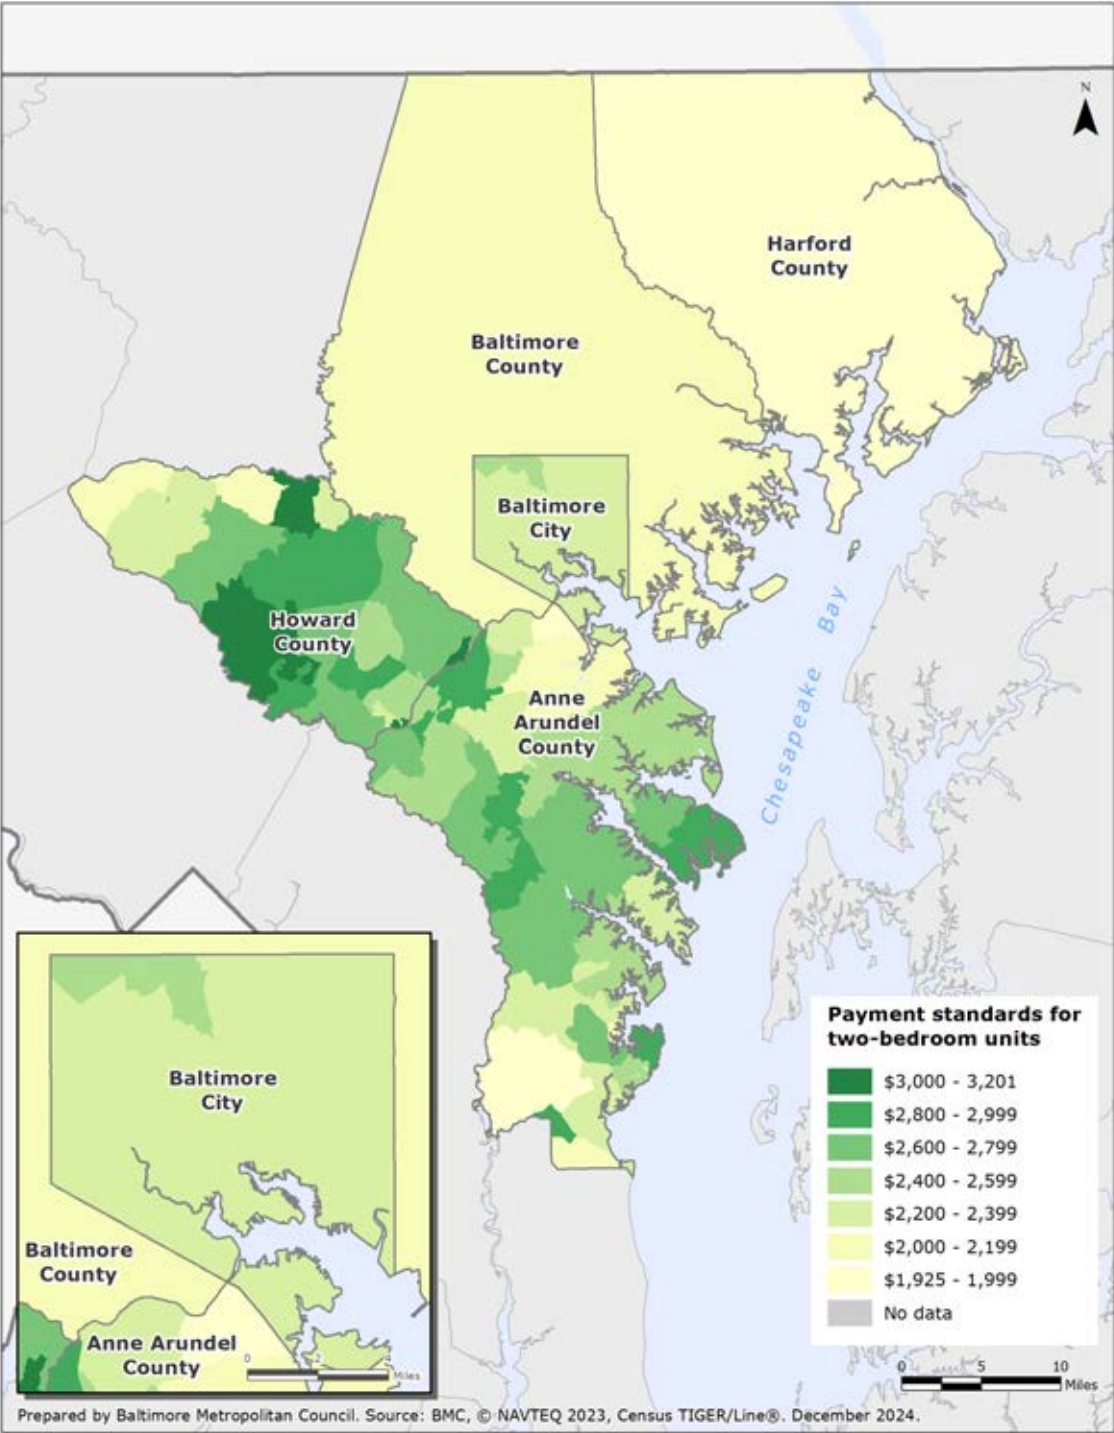 N
Harford
County
Baltimore
County
Baltimore
City
Howard
County
Anne
Arundel
County
Chesapeake Bay
Payment standards for
two-bedroom units
$3,000 - 3,201
$2,800 - 2,999
$2,600 - 2,799
$2,400 - 2,599
$2,200 - 2,399
$2,000 - 2,199
$1,925 - 1,999
No data
0 5 10
Miles
Baltimore
City
Baltimore
County
Anne Arundel
County
0 2 4
Miles
Prepared by Baltimore Metropolitan Council. Source: BMC, © NAVTEQ 2023, Census TIGER/Line®. December 2024.